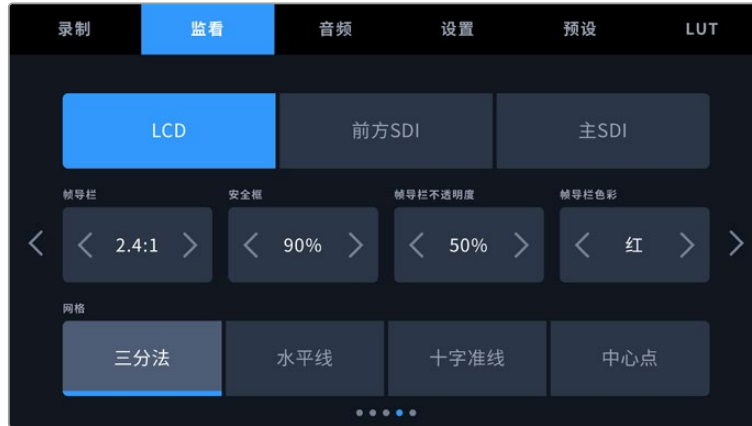 录制 监看 音频 设置 预设 LUT
LCD 前方SDI 主SDI
帧导栏 安全框 帧导栏不透明度 帧导栏色彩
2.4:1 90% 50% 红
网格
三分法 水平线 十字准线 中心点